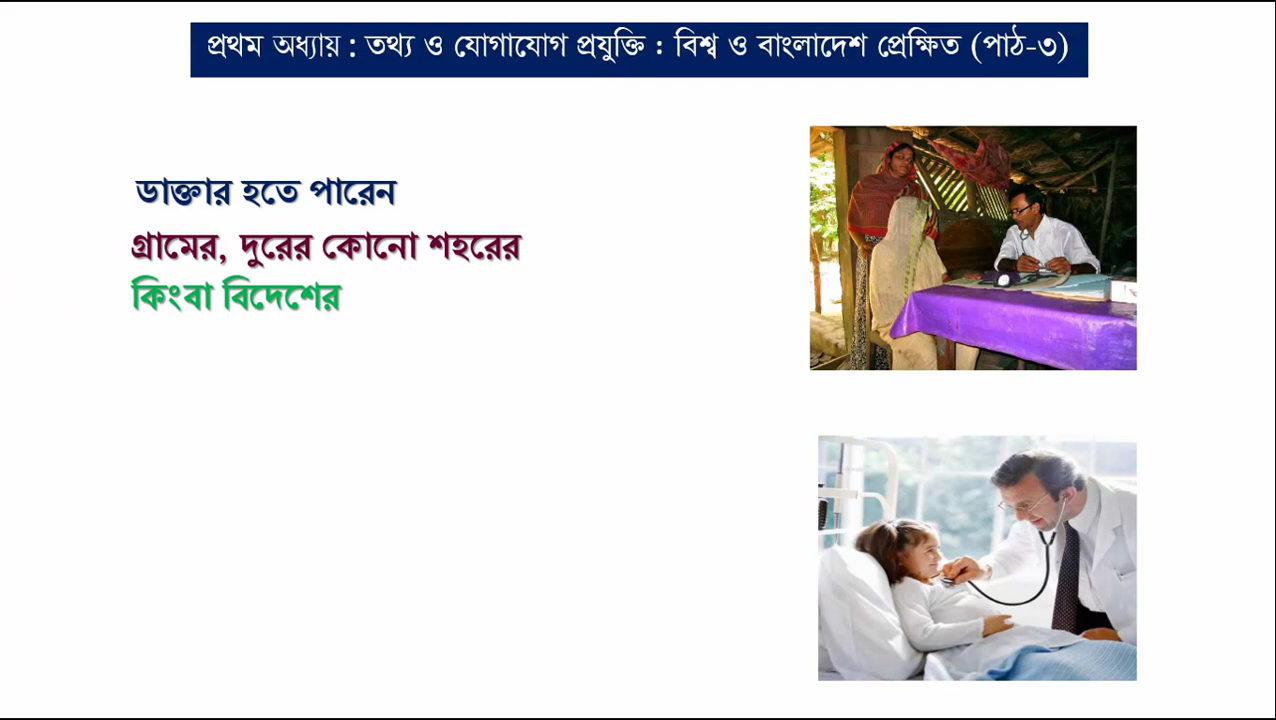 প্রথম অধ্যায় : তথ্য ও যোগাযোগ প্রযুক্তি : বিশ্ব ও বাংলাদেশ প্রেক্ষিত (পাঠ-৩)
ডাক্তার হতে পারেন
গ্রামের, দুরের কোনো শহরের
কিংবা বিদেশের